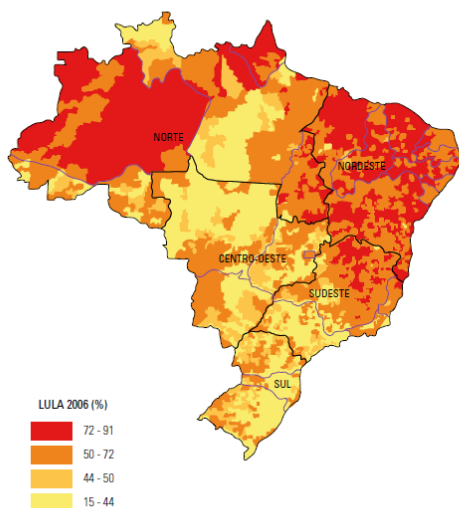 NORTE
NORDESTE
CENTRO-OESTE
SUDESTE
SUL
LULA 2006 (%)
72 - 91
50 - 72
44 - 50
15 - 44